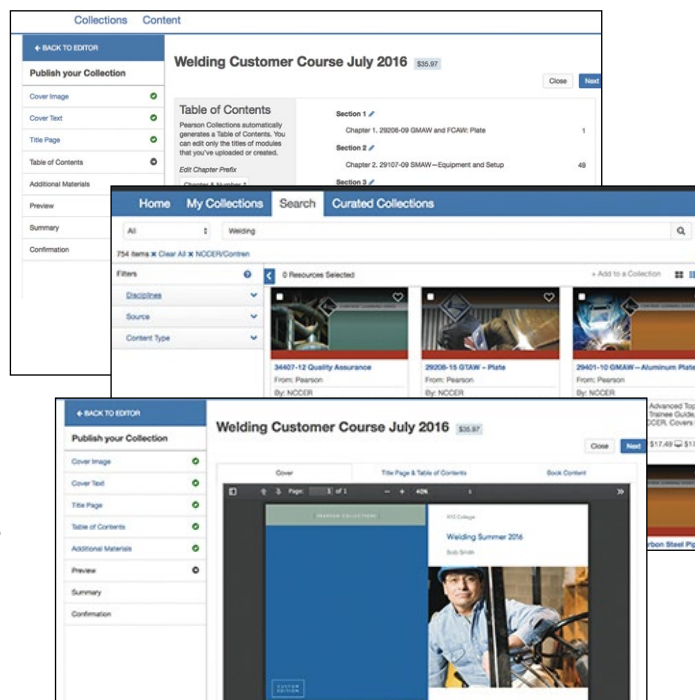 Collections Content
← BACK TO EDITOR
Publish your Collection
Cover Image
Cover Text
Title Page
Table of Contents
Additional Materials
Preview
Summary
Confirmation
Welding Customer Course July 2016 $35.97
Close Next
Table of Contents
Pearson Collections automatically
generates a Table of Contents. You
can edit only the titles of modules
that you've uploaded or created.
Edit Chapter Prefix
Chapter & Number
Section 1
Chapter 1. 29206-09 GMAW and FCAW: Plate 1
Section 2
Chapter 2. 29107-09 SMAW—Equipment and Setup 49
Section 3
Home My Collections Search Curated Collections
All Welding
754 items x Clear All x NCCER/Contren
Filters
Disciplines
Source
Content Type
0 Resources Selected + Add to a Collection
34407-12 Quality Assurance
From: Pearson
By: NCCER
29208-15 GTAW – Plate
From: Pearson
By: NCCER
29401-10 GMAW—Aluminum Plate
From: Pearson
By: NCCER
Advanced Top
Trainee Guide,
CCER. Covers
$17.49 $1
rbon Steel Pip
← BACK TO EDITOR
Publish your Collection
Cover Image
Cover Text
Title Page
Table of Contents
Additional Materials
Preview
Summary
Confirmation
Welding Customer Course July 2016 $35.97
Close Next
Cover Title Page & Table of Contents Book Content
Page: 1 of 1 − + 40%
PEARSON COLLECTIONS
XYZ College
Welding Summer 2016
Bob Smith
CUSTOM
EDITION